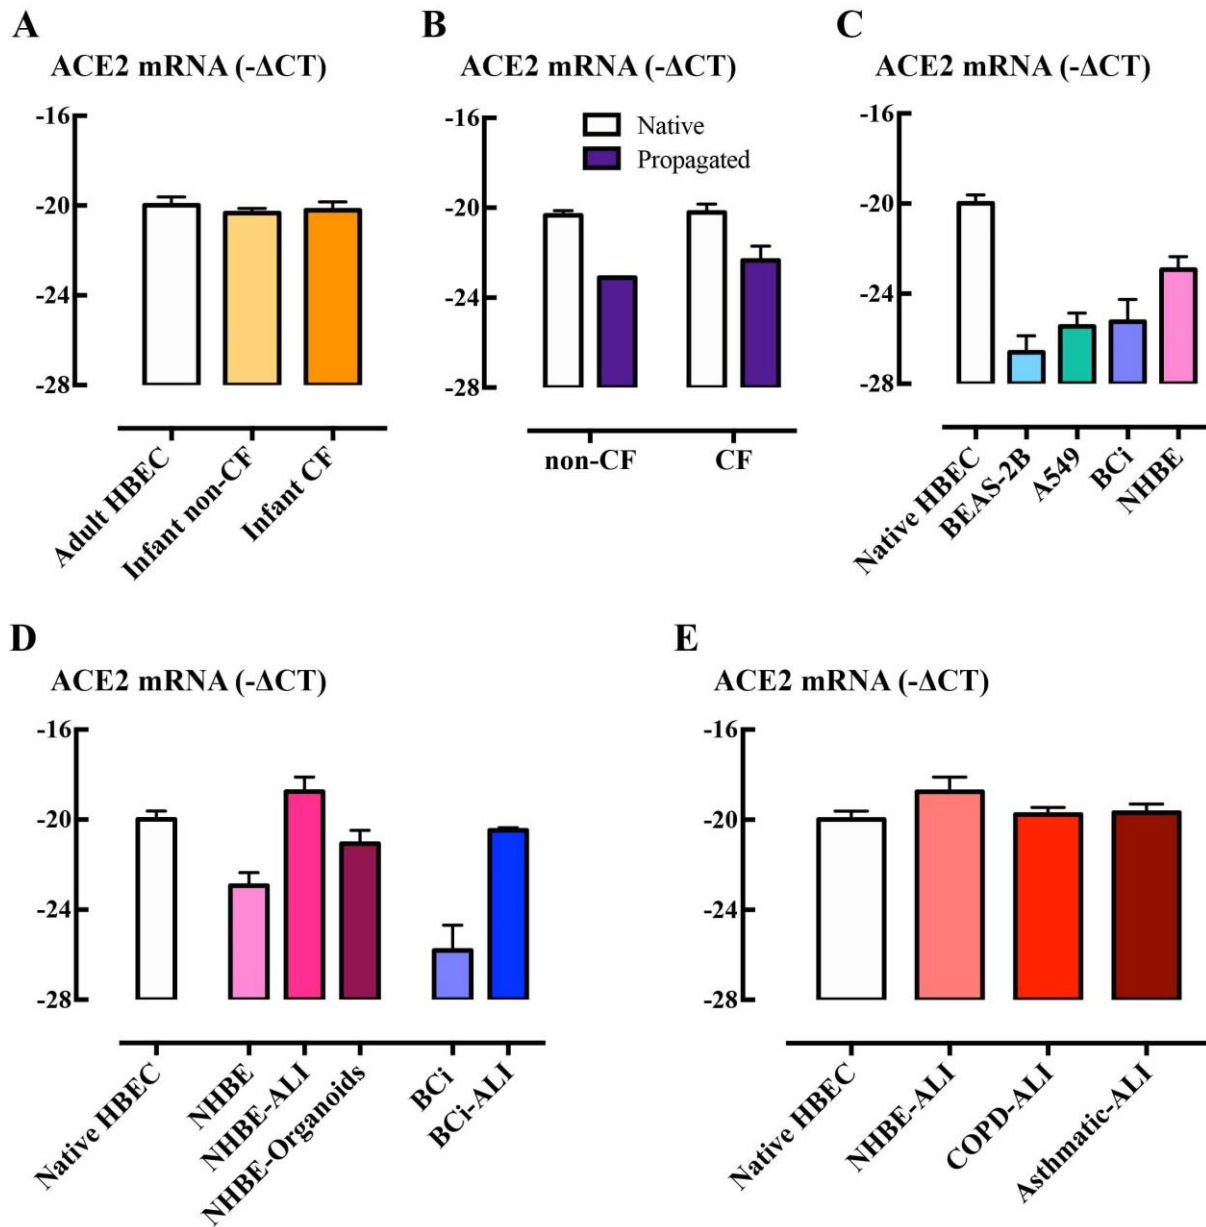 A
ACE2 mRNA (-ΔCT)
-16
-20
-24
-28
Adult HBEC
Infant non-CF
Infant CF
B
ACE2 mRNA (-ΔCT)
-16
-20
-24
-28
Native
Propagated
non-CF
CF
C
ACE2 mRNA (-ΔCT)
-16
-20
-24
-28
Native HBEC
BEAS-2B
A549
BCi
NHBE
D
ACE2 mRNA (-ΔCT)
-16
-20
-24
-28
Native HBEC
NHBE
NHBE-ALI
NHBE-Organoids
BCi
BCi-ALI
E
ACE2 mRNA (-ΔCT)
-16
-20
-24
-28
Native HBEC
NHBE-ALI
COPD-ALI
Asthmatic-ALI